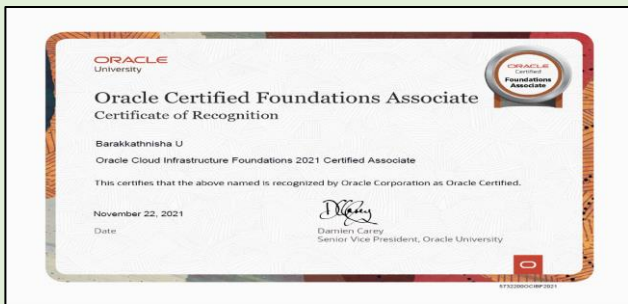 ORACLE
University
ORACLE
Certified
Foundations
Associate
Oracle Certified Foundations Associate
Certificate of Recognition
Barakkathnisha U
Oracle Cloud Infrastructure Foundations 2021 Certified Associate
This certifies that the above named is recognized by Oracle Corporation as Oracle Certified.
November 22, 2021
Date
Damien Carey
Senior Vice President, Oracle University